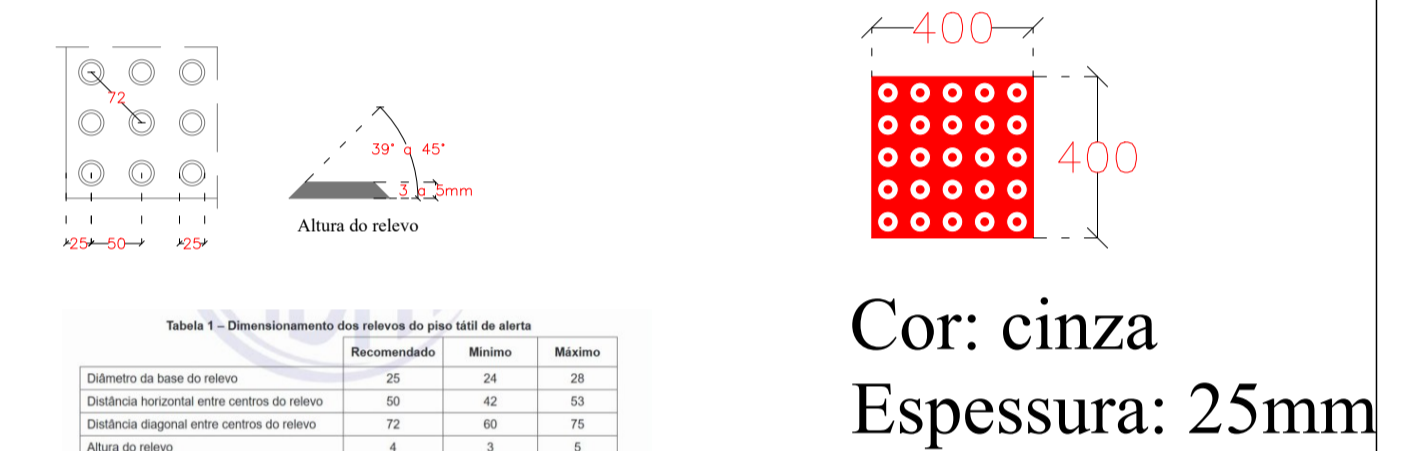 72
25
50
25
39° a 45°
3 a 5mm
Altura do relevo
400
400
Cor: cinza
Espessura: 25mm
Tabela 1 – Dimensionamento dos relevos do piso tátil de alerta
Recomendado Mínimo Máximo
Diâmetro da base do relevo 25 24 28
Distância horizontal entre centros do relevo 50 42 53
Distância diagonal entre centros do relevo 72 60 75
Altura do relevo 4 3 5